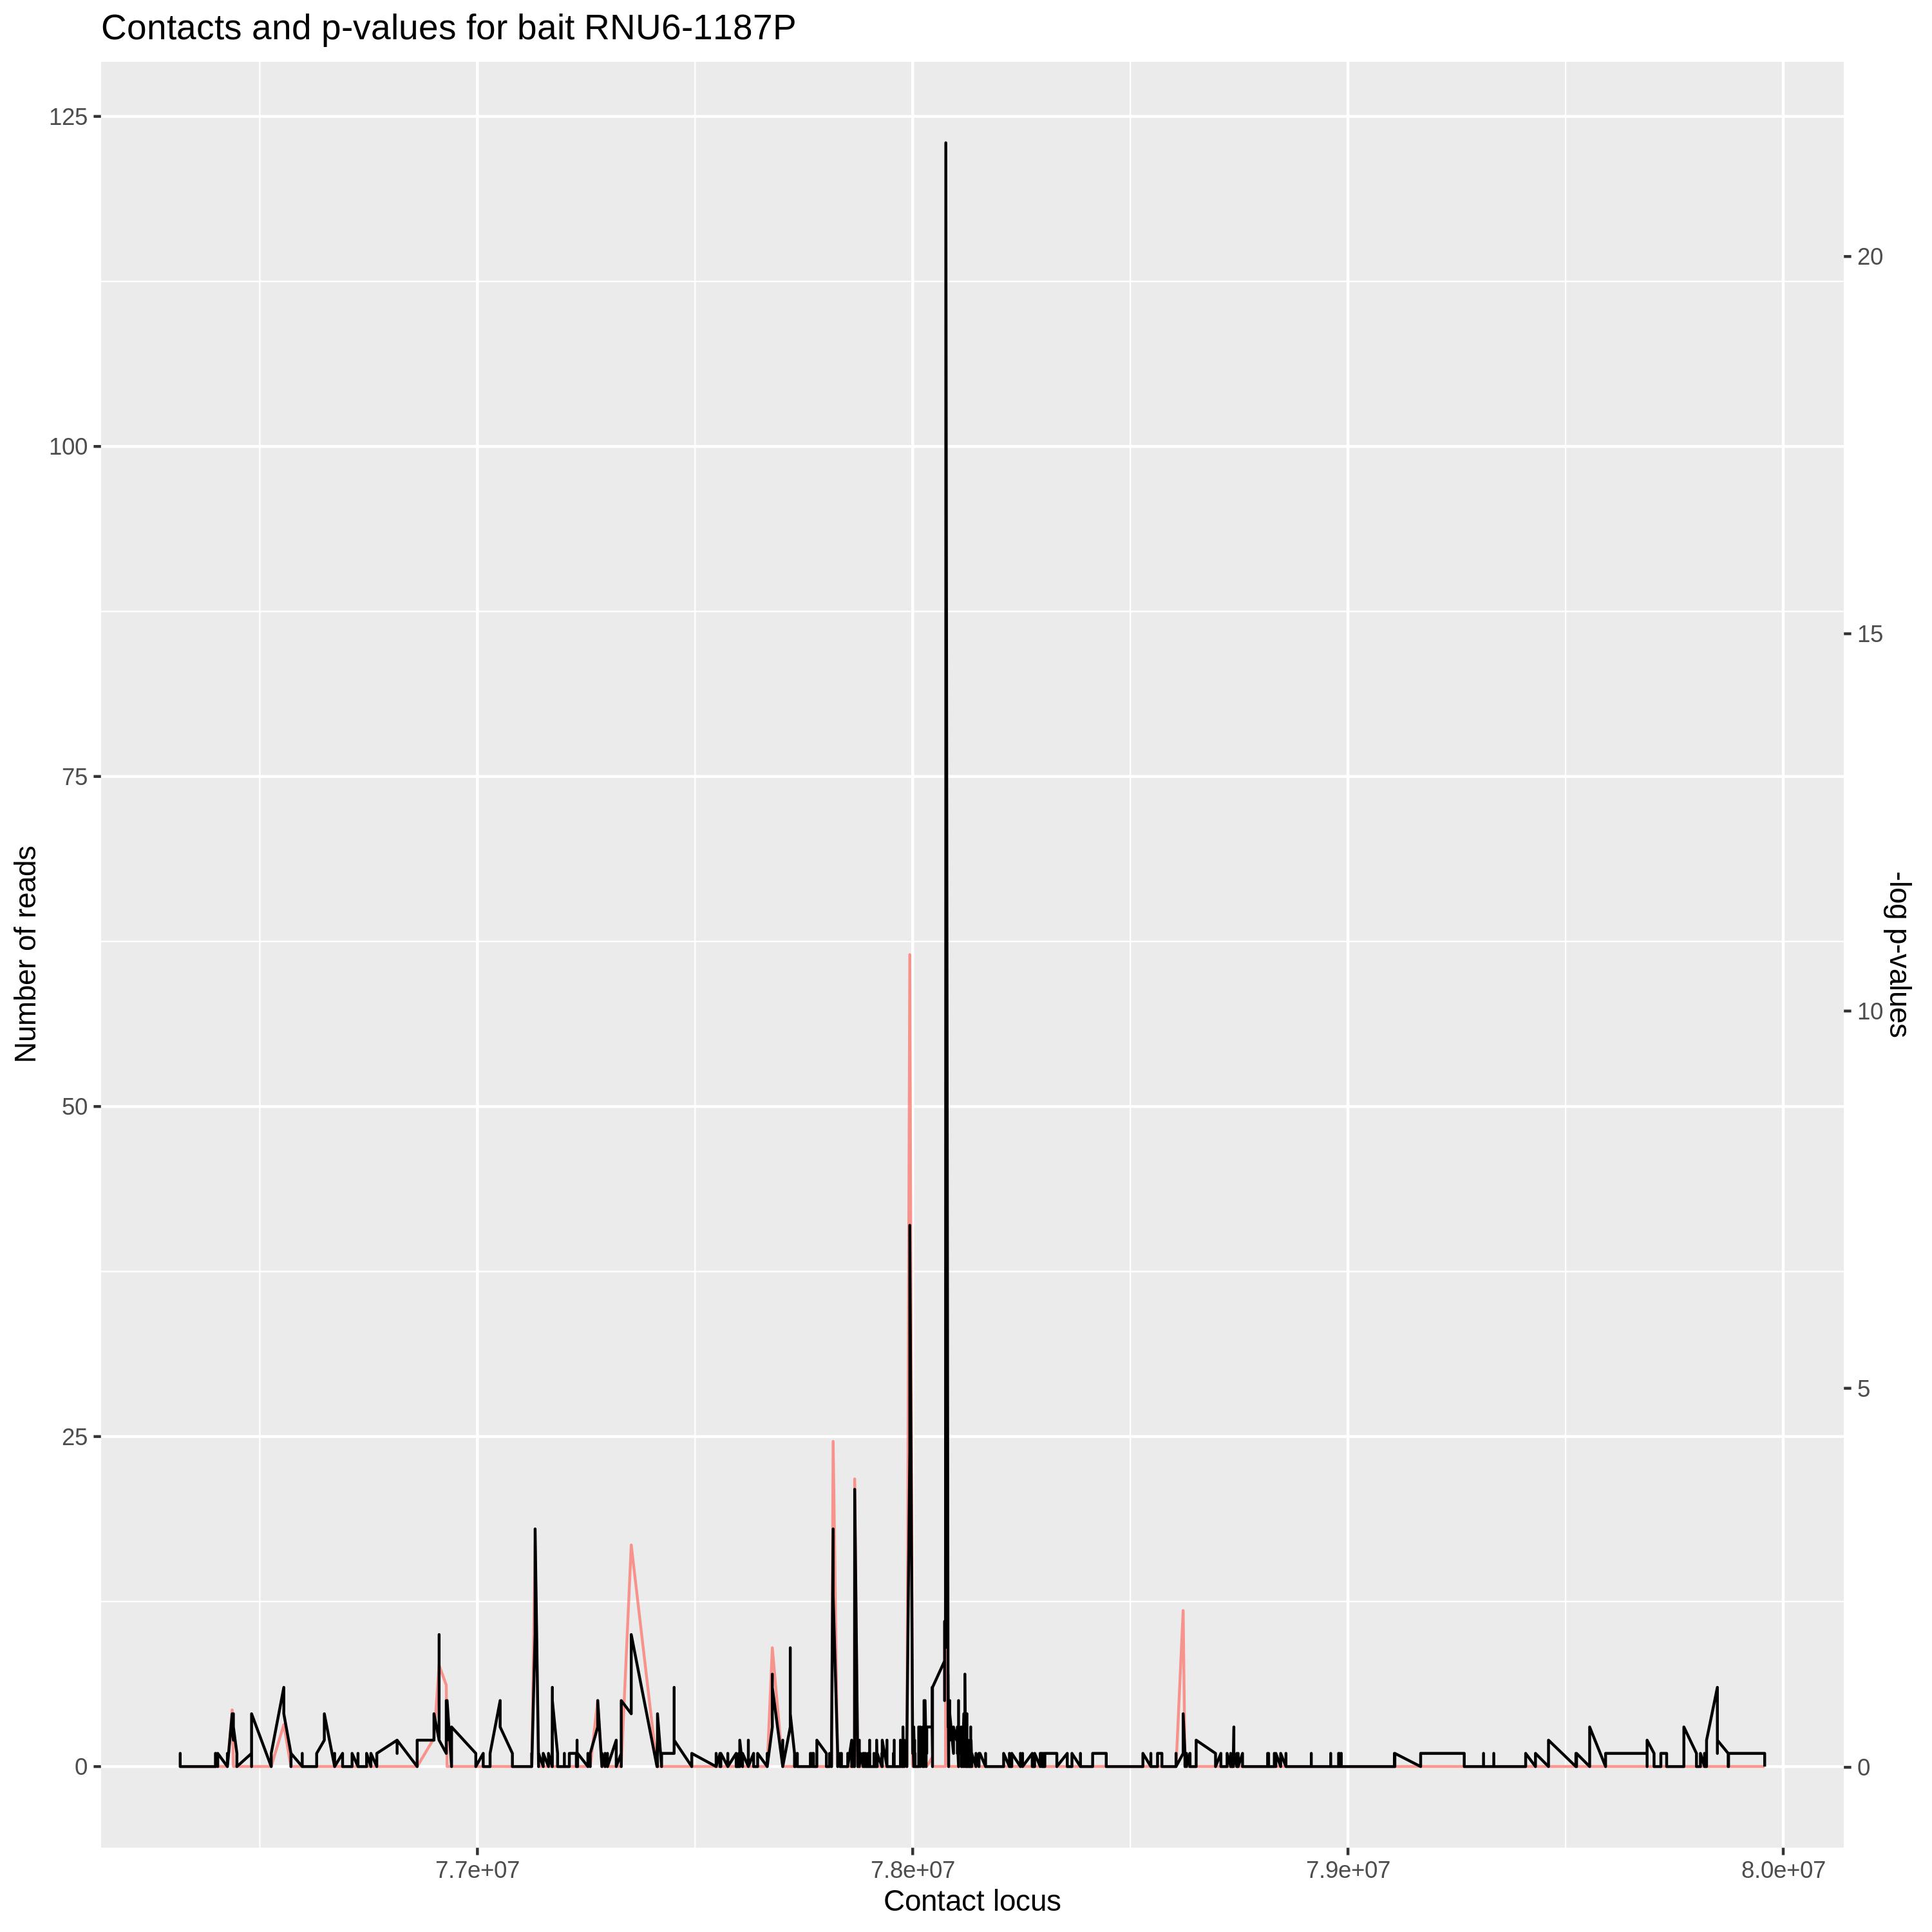 Contacts and p-values for bait RNU6-1187P
125
100
75
50
25
0
Number of reads
20
15
10
5
0
-log p-values
7.7e+07
7.8e+07
7.9e+07
8.0e+07
Contact locus